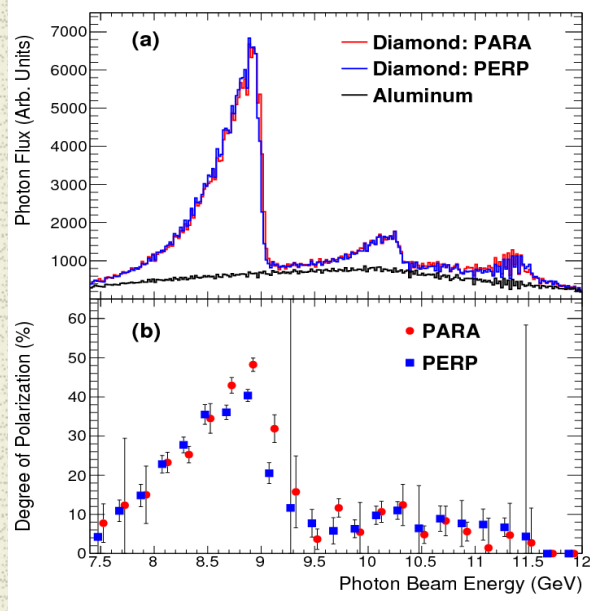 (a)
Diamond: PARA
Diamond: PERP
Aluminum
Photon Flux (Arb. Units)
7000
6000
5000
4000
3000
2000
1000
(b)
PARA
PERP
Degree of Polarization (%)
60
50
40
30
20
10
0
7.5 8 8.5 9 9.5 10 10.5 11 11.5 12
Photon Beam Energy (GeV)